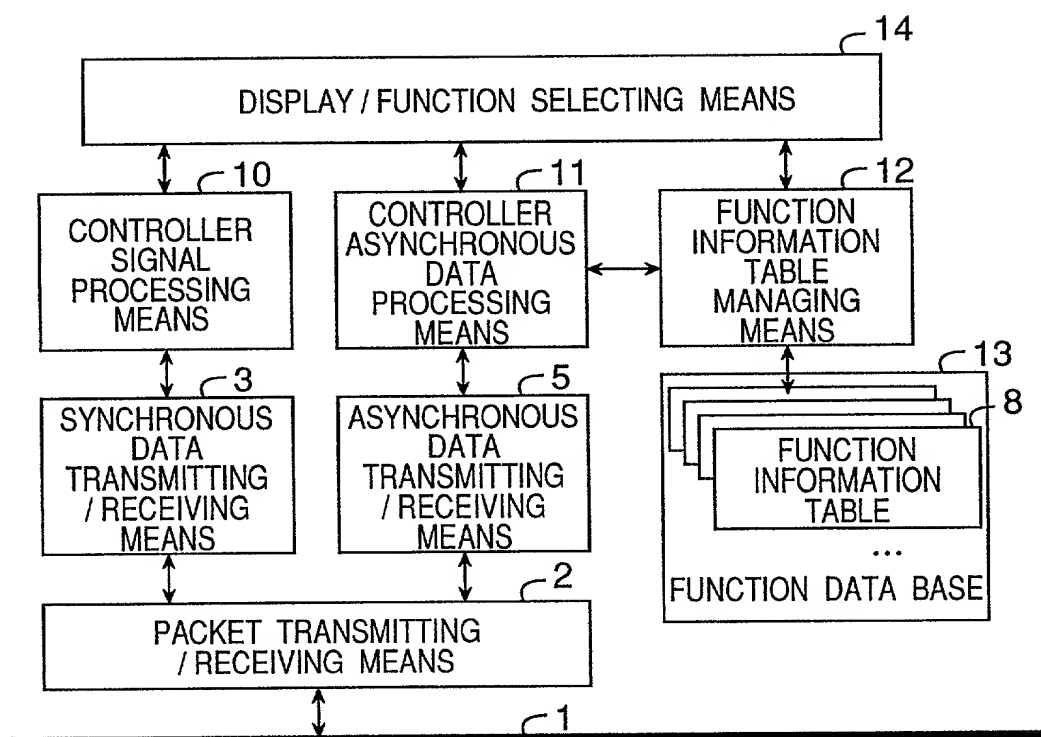 14
DISPLAY / FUNCTION SELECTING MEANS
10
CONTROLLER
SIGNAL
PROCESSING
MEANS
11
CONTROLLER
ASYNCHRONOUS
DATA
PROCESSING
MEANS
12
FUNCTION
INFORMATION
TABLE
MANAGING
MEANS
3
SYNCHRONOUS
DATA
TRANSMITTING
/ RECEIVING
MEANS
5
ASYNCHRONOUS
DATA
TRANSMITTING
/ RECEIVING
MEANS
13
8
FUNCTION
INFORMATION
TABLE
...
FUNCTION DATA BASE
2
PACKET TRANSMITTING
/ RECEIVING MEANS
1